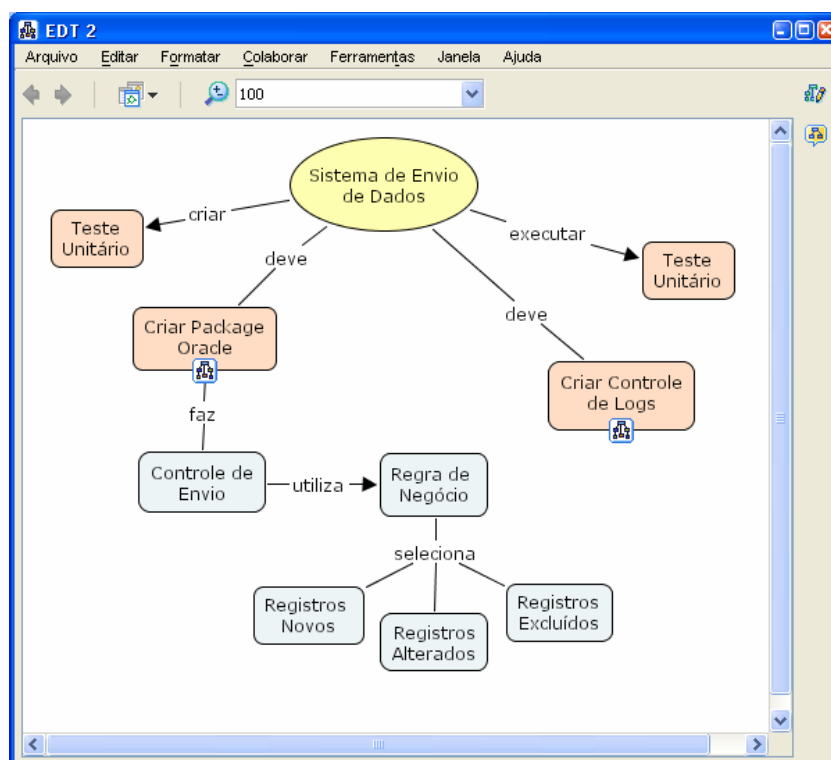 EDT 2
Arquivo Editar Formatar Colaborar Ferramentas Janela Ajuda
100
Sistema de Envio
de Dados
criar
Teste
Unitário
executar
Teste
Unitário
deve
Criar Package
Oracle
deve
Criar Controle
de Logs
faz
Controle de
Envio
utiliza
Regra de
Negócio
seleciona
Registros
Novos
Registros
Alterados
Registros
Excluídos